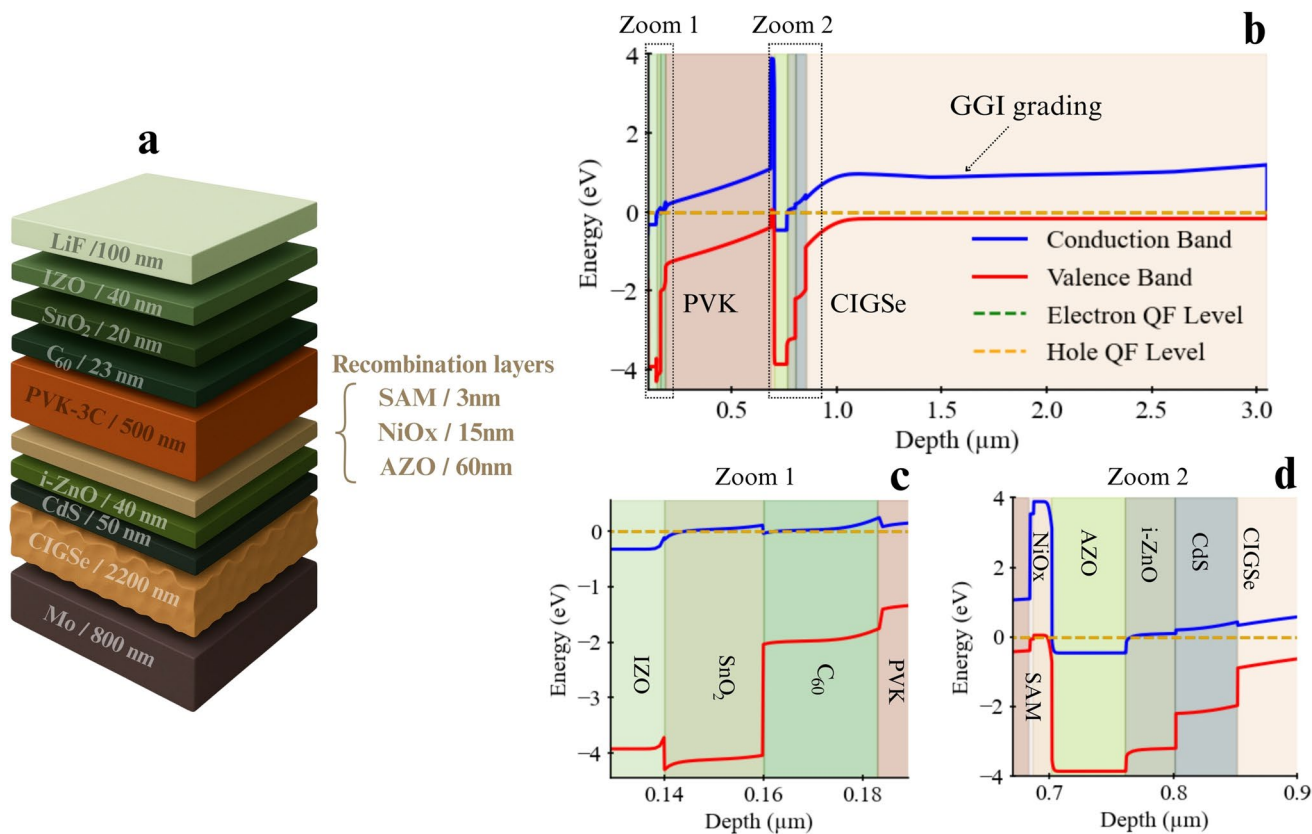 a
LiF /100 nm
IZO / 40 nm
SnO₂ / 20 nm
C₆₀ / 23 nm
PVK-3C / 500 nm
i-ZnO / 40 nm
CdS / 50 nm
CIGSe / 2200 nm
Mo / 800 nm
Recombination layers
SAM / 3nm
NiOx / 15nm
AZO / 60nm
Zoom 1
Zoom 2
b
4
2
0
−2
−4
Energy (eV)
GGI grading
PVK
CIGSe
Conduction Band
Valence Band
Electron QF Level
Hole QF Level
0.5
1.0
1.5
2.0
2.5
3.0
Depth (µm)
Zoom 1
c
0
−1
−2
−3
−4
Energy (eV)
IZO
SnO₂
C₆₀
PVK
0.14
0.16
0.18
Depth (µm)
Zoom 2
d
4
2
0
−2
−4
Energy (eV)
SAM
NiOx
AZO
i-ZnO
CdS
CIGSe
0.7
0.8
0.9
Depth (µm)